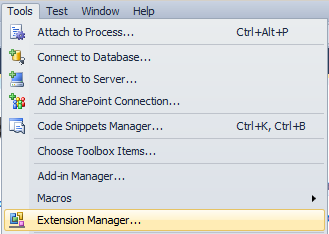 Tools Test Window Help
Attach to Process... Ctrl+Alt+P
Connect to Database...
Connect to Server...
Add SharePoint Connection...
Code Snippets Manager... Ctrl+K, Ctrl+B
Choose Toolbox Items...
Add-in Manager...
Macros
Extension Manager...